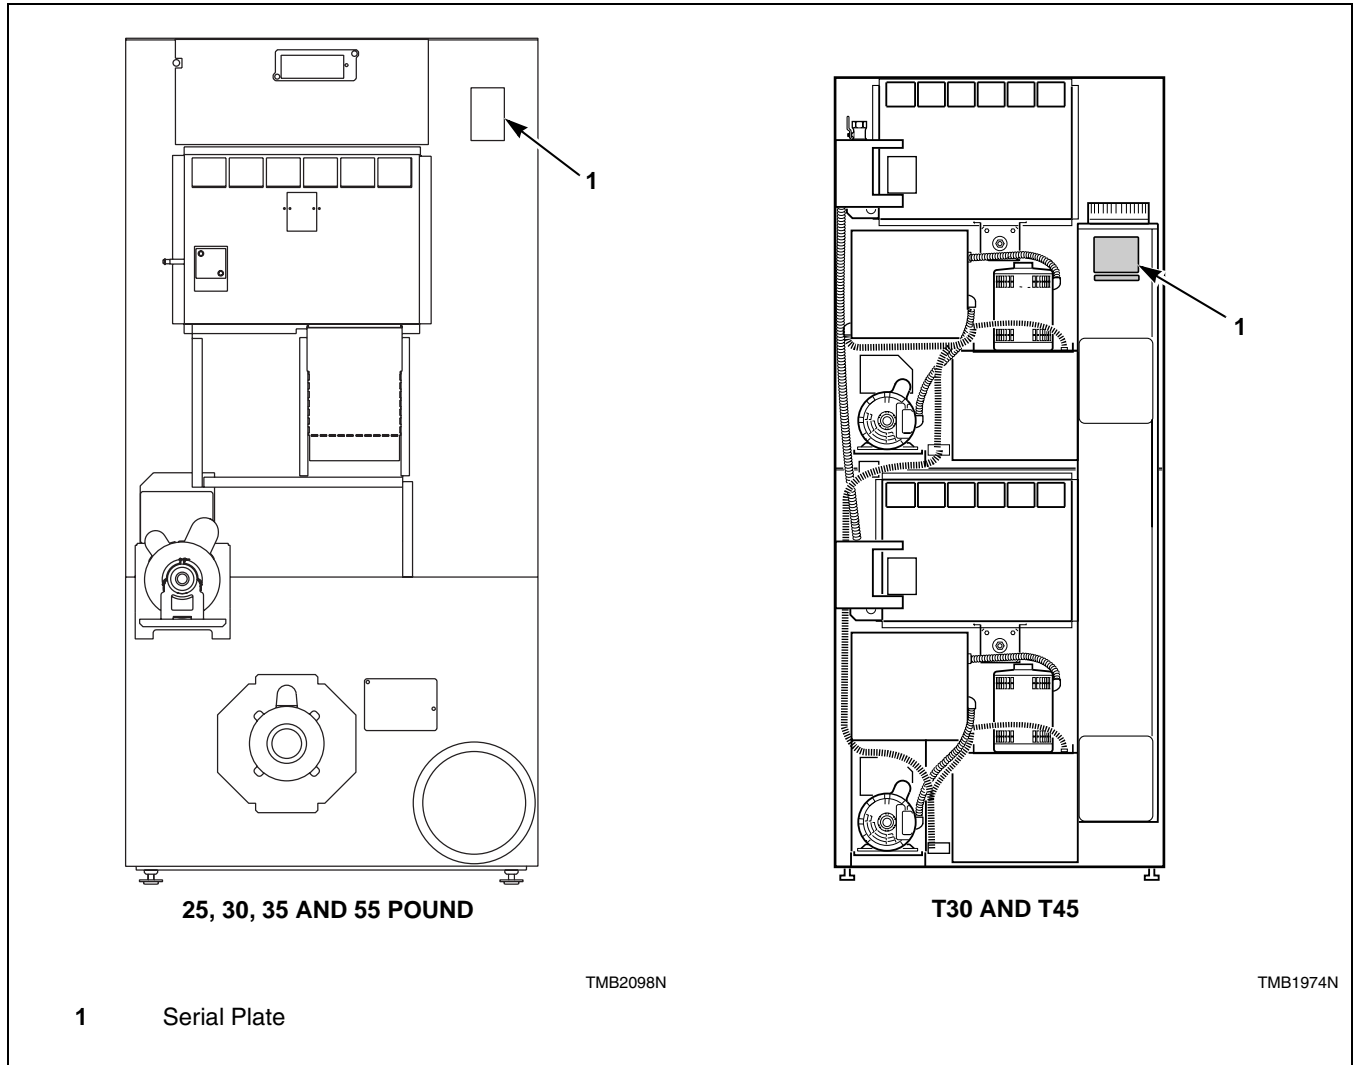 1
1
25, 30, 35 AND 55 POUND
T30 AND T45
TMB2098N
TMB1974N
1 Serial Plate